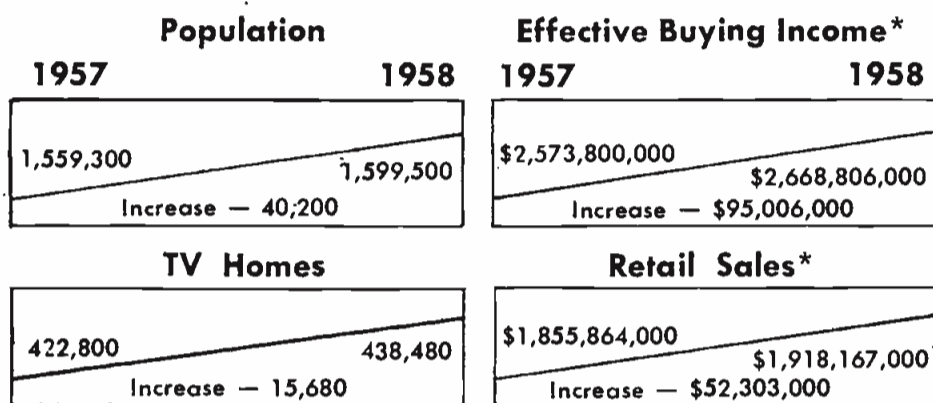 Population
1957 1958
1,559,300
1,599,500
Increase — 40,200
Effective Buying Income*
1957 1958
$2,573,800,000
$2,668,806,000
Increase — $95,006,000
TV Homes
422,800
438,480
Increase — 15,680
Retail Sales*
$1,855,864,000
$1,918,167,000
Increase — $52,303,000